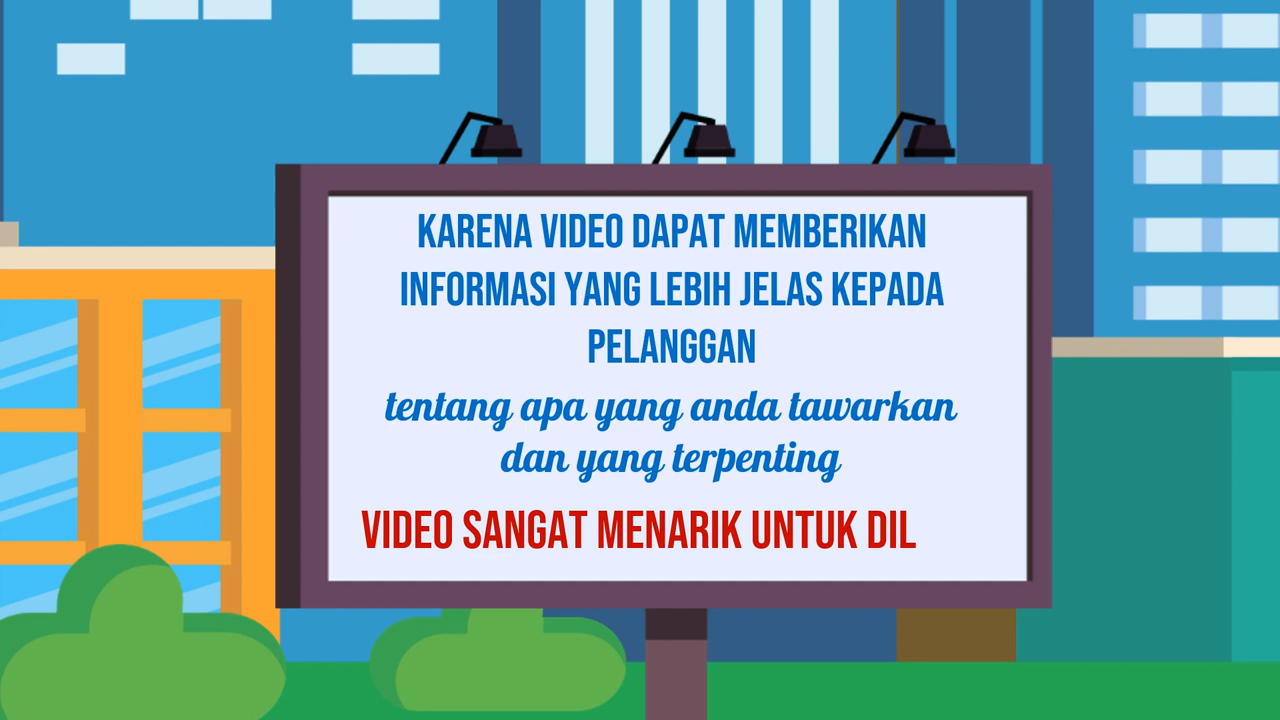 KARENA VIDEO DAPAT MEMBERIKAN
INFORMASI YANG LEBIH JELAS KEPADA
PELANGGAN
tentang apa yang anda tawarkan
dan yang terpenting
VIDEO SANGAT MENARIK UNTUK DIL